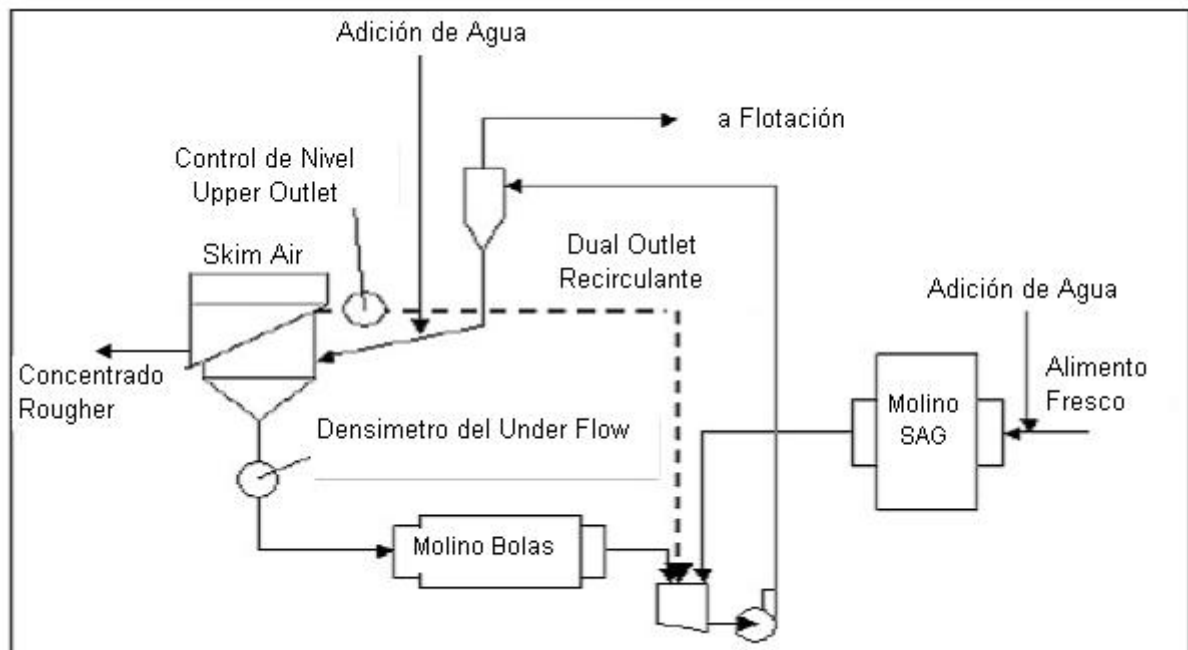 Adición de Agua
a Flotación
Control de Nivel
Upper Outlet
Skim Air
Dual Outlet
Recirculante
Adición de Agua
Alimento
Fresco
Molino
SAG
Concentrado
Rougher
Densimetro del Under Flow
Molino Bolas